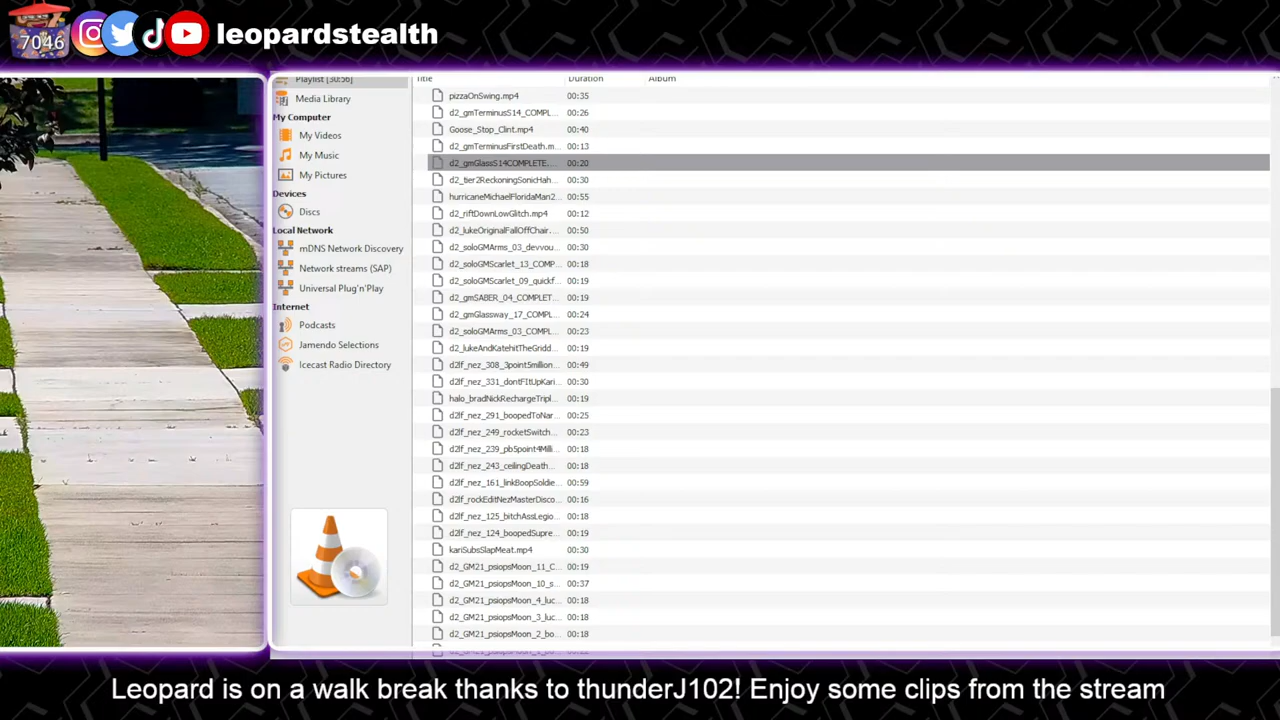 7046 leopardstealth
Title Duration Album
Playlist [30:56]
Media Library
My Computer
My Videos
My Music
My Pictures
Devices
Discs
Local Network
mDNS Network Discovery
Network streams (SAP)
Universal Plug'n'Play
Internet
Podcasts
Jamendo Selections
Icecast Radio Directory
pizzaOnSwing.mp4 00:35
d2_gmTerminusS14_COMPL... 00:26
Goose_Stop_Clint.mp4 00:40
d2_gmTerminusFirstDeath.m... 00:13
d2_gmGlassS14COMPLETE.... 00:20
d2_tier2ReckoningSonicHah... 00:30
hurricaneMichaelFloridaMan2... 00:55
d2_riftDownLowGlitch.mp4 00:12
d2_lukeOriginalFallOffChair.... 00:50
d2_soloGMArms_03_devvou... 00:30
d2_soloGMScarlet_13_COMP... 00:18
d2_soloGMScarlet_09_quickf... 00:19
d2_gmSABER_04_COMPLET... 00:19
d2_gmGlassway_17_COMPL... 00:24
d2_soloGMArms_03_COMPL... 00:23
d2_lukeAndKatehitTheGridd... 00:19
d2lf_nez_308_3point5million... 00:49
d2lf_nez_331_dontFItUpKari... 00:30
halo_bradNickRechargeTripl... 00:19
d2lf_nez_291_boopedToNar... 00:25
d2lf_nez_249_rocketSwitch... 00:23
d2lf_nez_239_pb5point4Milli... 00:18
d2lf_nez_243_ceilingDeath... 00:18
d2lf_nez_161_linkBoopSoldie... 00:59
d2lf_rockEditNezMasterDisco... 00:16
d2lf_nez_125_bitchAssLegio... 00:18
d2lf_nez_124_boopedSupre... 00:19
kariSubsSlapMeat.mp4 00:30
d2_GM21_psiopsMoon_11_C... 00:19
d2_GM21_psiopsMoon_10_s... 00:37
d2_GM21_psiopsMoon_4_luc... 00:18
d2_GM21_psiopsMoon_3_luc... 00:18
d2_GM21_psiopsMoon_2_bo... 00:18
Leopard is on a walk break thanks to thunderJ102! Enjoy some clips from the stream